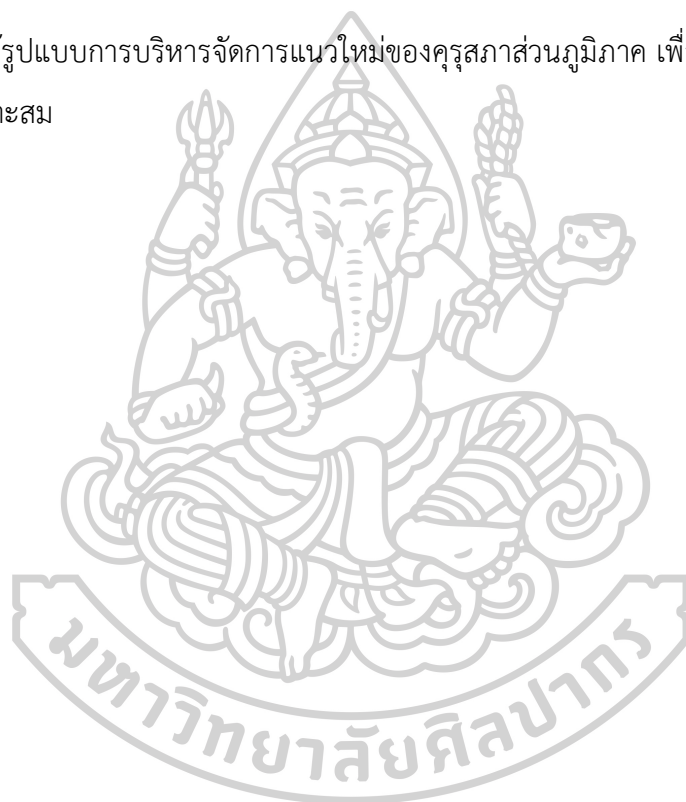 รูปแบบการบริหารจัดการแนวใหม่ของคุรุสภาส่วนภูมิภาค เพื่
าะสม
มหาวิทยาลัยศิลปากร